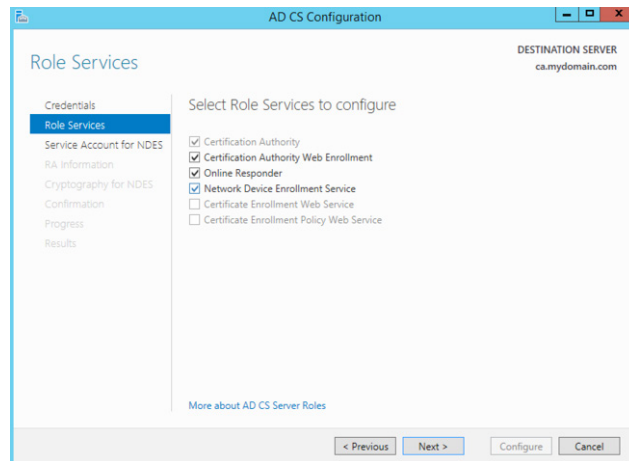 AD CS Configuration
Role Services
DESTINATION SERVER
ca.mydomain.com
Credentials
Role Services
Service Account for NDES
RA Information
Cryptography for NDES
Confirmation
Progress
Results
Select Role Services to configure
Certification Authority
Certification Authority Web Enrollment
Online Responder
Network Device Enrollment Service
Certificate Enrollment Web Service
Certificate Enrollment Policy Web Service
More about AD CS Server Roles
< Previous
Next >
Configure
Cancel